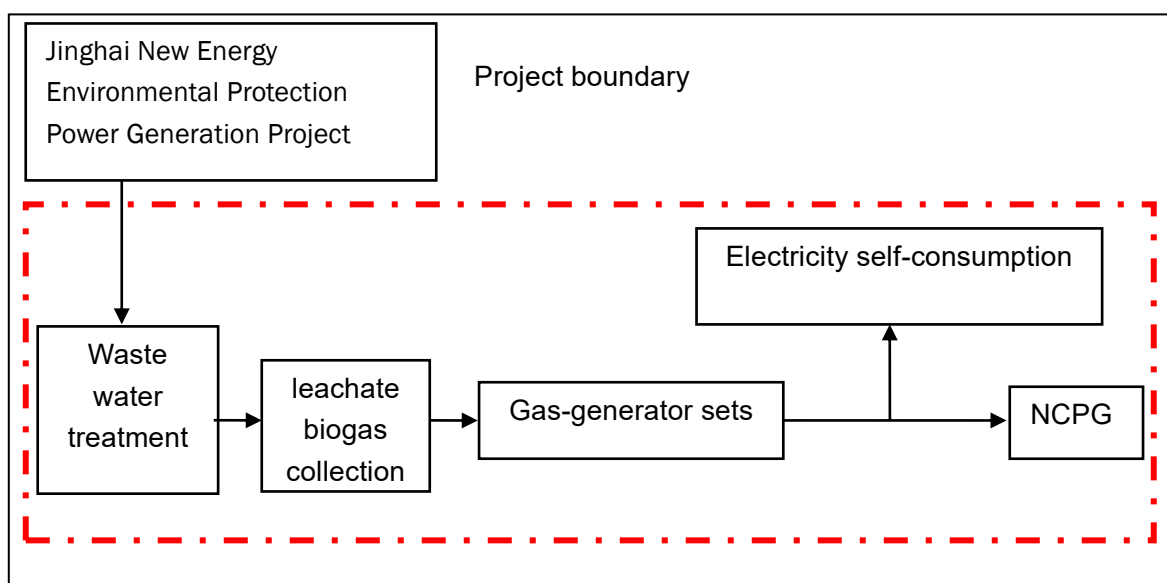 Jinghai New Energy
Environmental Protection
Power Generation Project
Project boundary
Electricity self-consumption
Waste
water
treatment
leachate
biogas
collection
Gas-generator sets
NCPG